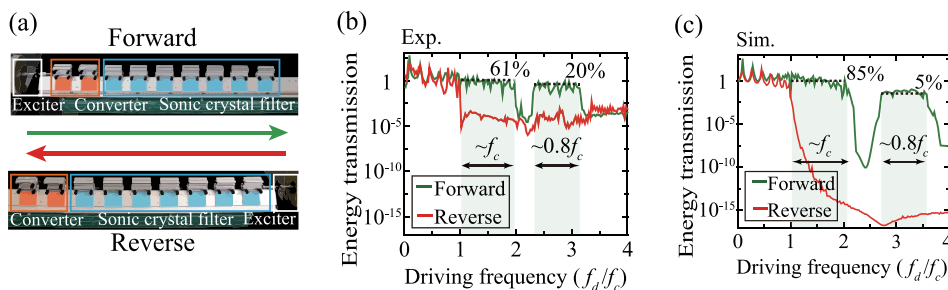 (a)
Forward
Exciter Converter Sonic crystal filter
Converter Sonic crystal filter Exciter
Reverse
(b)
Exp.
Energy transmission
1
10⁻⁵
10⁻¹⁰
10⁻¹⁵
61%
20%
~f_c
~0.8f_c
Forward
Reverse
0 1 2 3 4
Driving frequency (f_d/f_c)
(c)
Sim.
Energy transmission
1
10⁻⁵
10⁻¹⁰
10⁻¹⁵
85%
5%
~f_c
~0.8f_c
Forward
Reverse
0 1 2 3 4
Driving frequency (f_d/f_c)